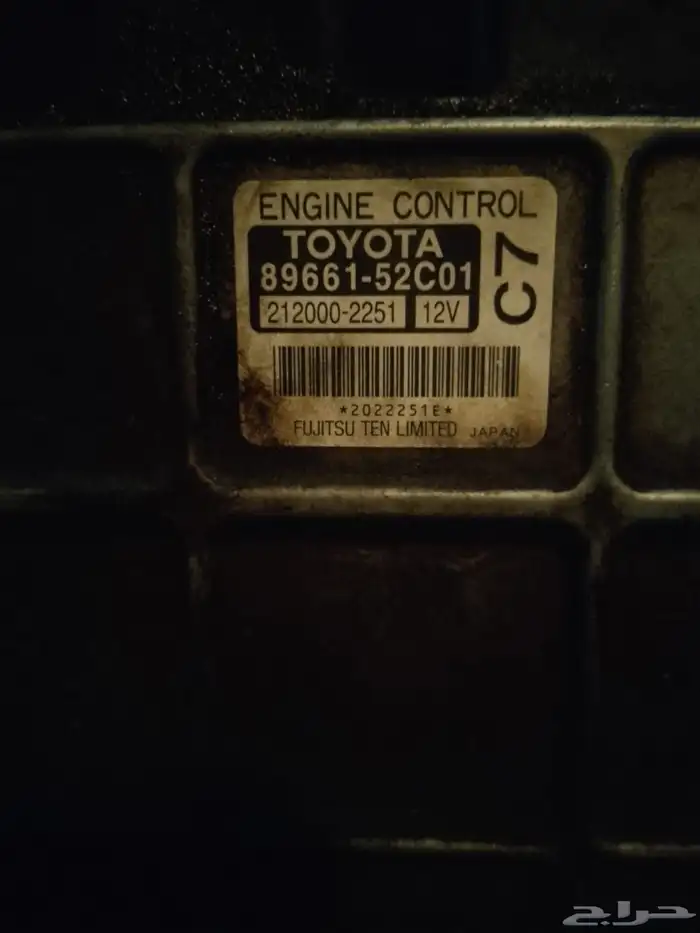 ENGINE CONTROL
TOYOTA
89661-52C01
212000-2251 12V
C7
*2022251E*
FUJITSU TEN LIMITED JAPAN
حراج